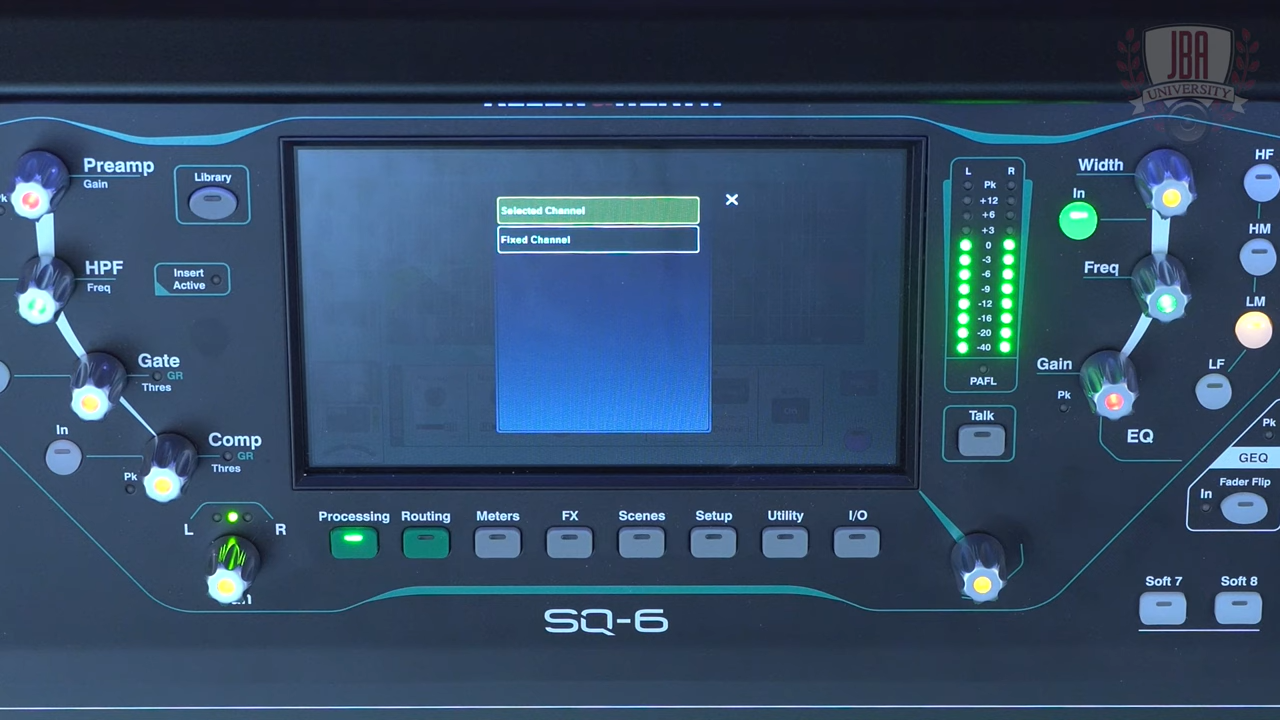 JBA
UNIVERSITY
ALLEN & HEATH
Preamp
Gain
Library
HPF
Freq
Insert
Active
Gate
GR
Thres
In
Comp
GR
Thres
Pk
L
R
Selected Channel
Fixed Channel
L R
Pk
+12
+6
+3
0
-3
-6
-9
-12
-16
-20
-40
PAFL
Talk
Width
In
Freq
Gain
Pk
EQ
HF
HM
LM
LF
Pk
GEQ
Fader Flip
In
Processing Routing Meters FX Scenes Setup Utility I/O
SQ-6
Soft 7 Soft 8